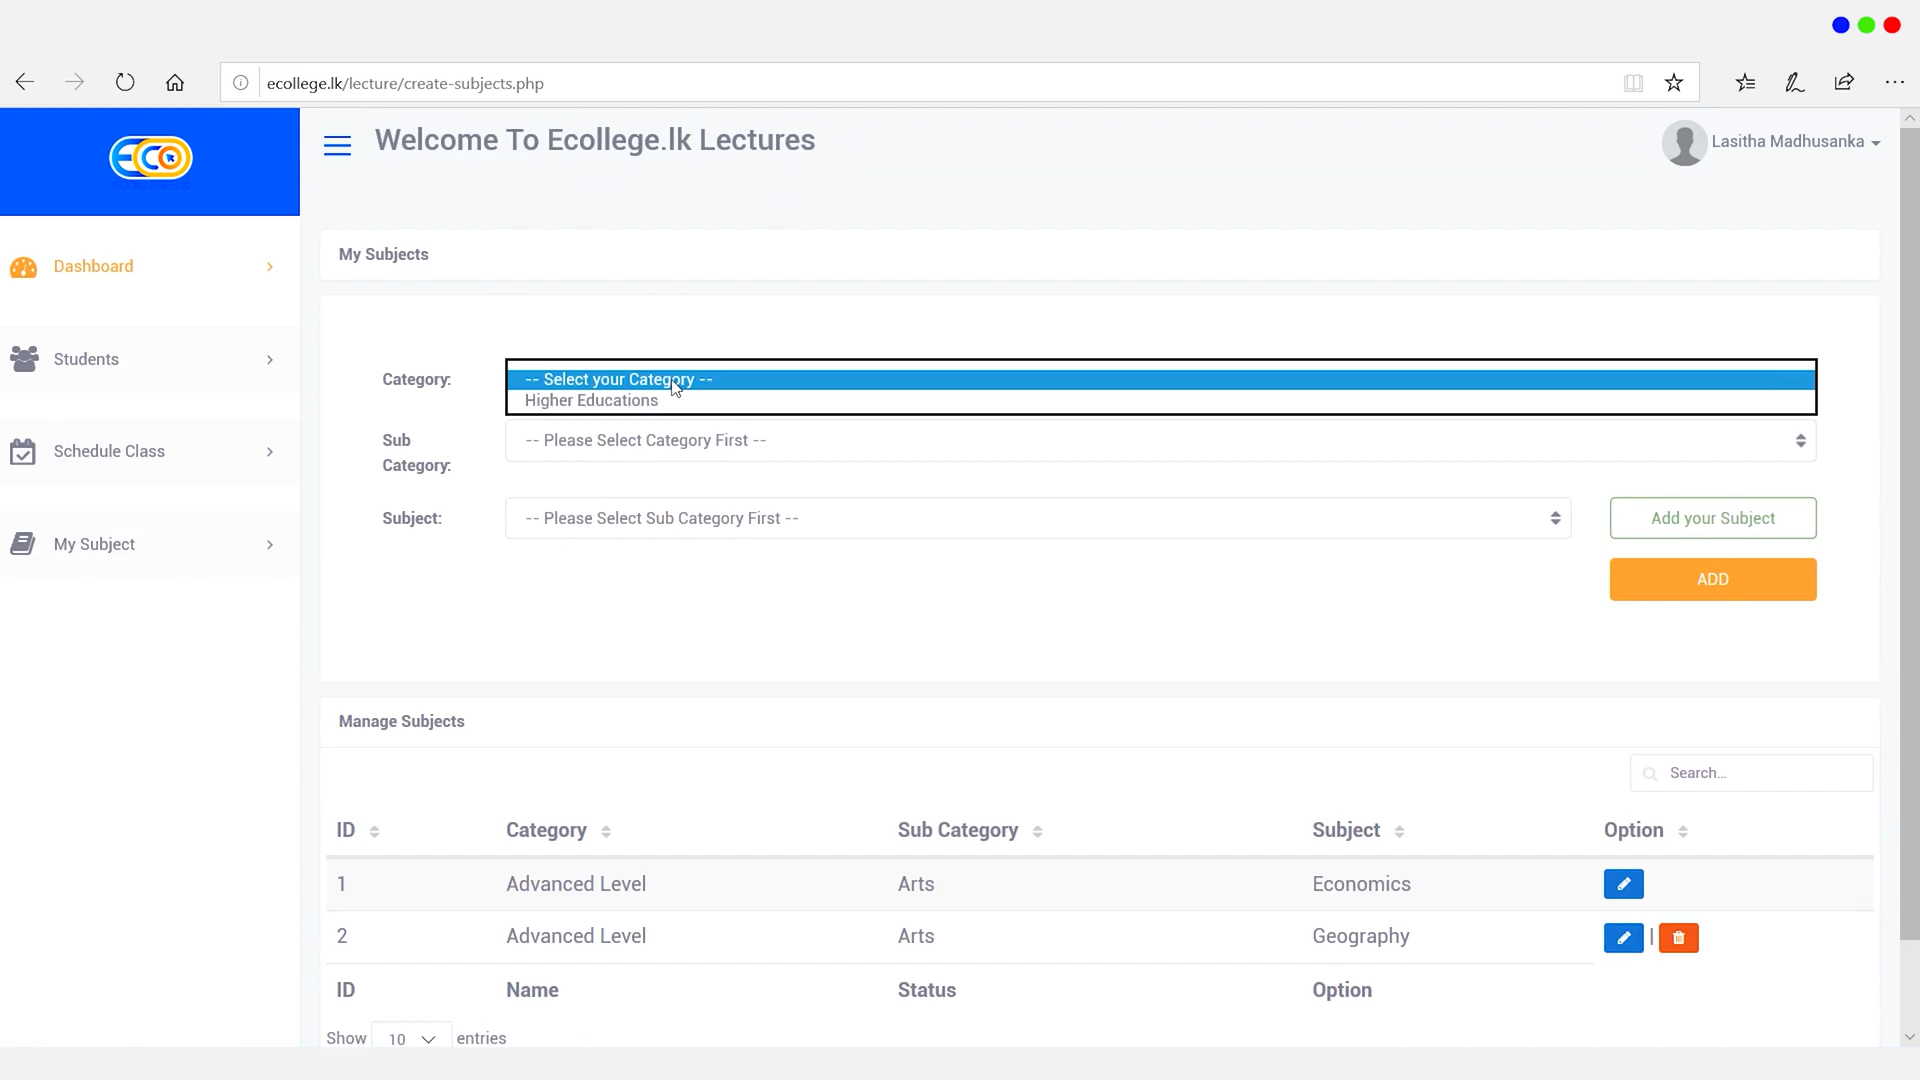 ecollege.lk/lecture/create-subjects.php
ECO
Welcome To Ecollege.lk Lectures
Lasitha Madhusanka
Dashboard
Students
Schedule Class
My Subject
My Subjects
Category:
-- Select your Category --
Higher Educations
Sub
Category:
-- Please Select Category First --
Subject:
-- Please Select Sub Category First --
Add your Subject
ADD
Manage Subjects
Search...
ID Category Sub Category Subject Option
1 Advanced Level Arts Economics
2 Advanced Level Arts Geography |
ID Name Status Option
Show 10 entries